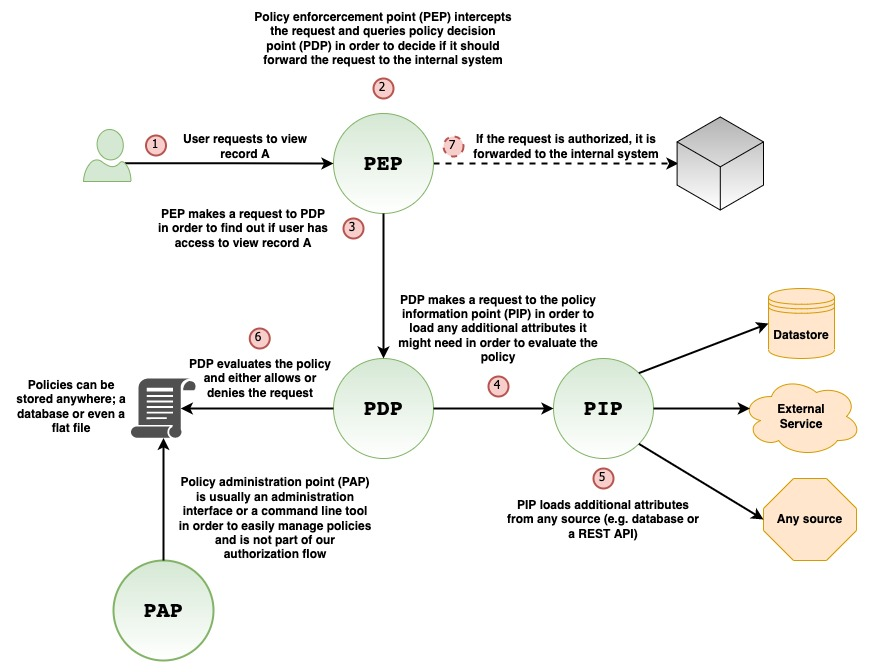 Policy enforcercement point (PEP) intercepts
the request and queries policy decision
point (PDP) in order to decide if it should
forward the request to the internal system
2
1
User requests to view
record A
PEP
7
If the request is authorized, it is
forwarded to the internal system
PEP makes a request to PDP
in order to find out if user has
access to view record A
3
PDP makes a request to the policy
information point (PIP) in order to
load any additional attributes it
might need in order to evaluate the
policy
4
6
PDP evaluates the policy
and either allows or
denies the request
Policies can be
stored anywhere; a
database or even a
flat file
PDP
PIP
Datastore
External
Service
Any source
5
PIP loads additional attributes
from any source (e.g. database or
a REST API)
Policy administration point (PAP)
is usually an administration
interface or a command line tool
in order to easily manage policies
and is not part of our
authorization flow
PAP